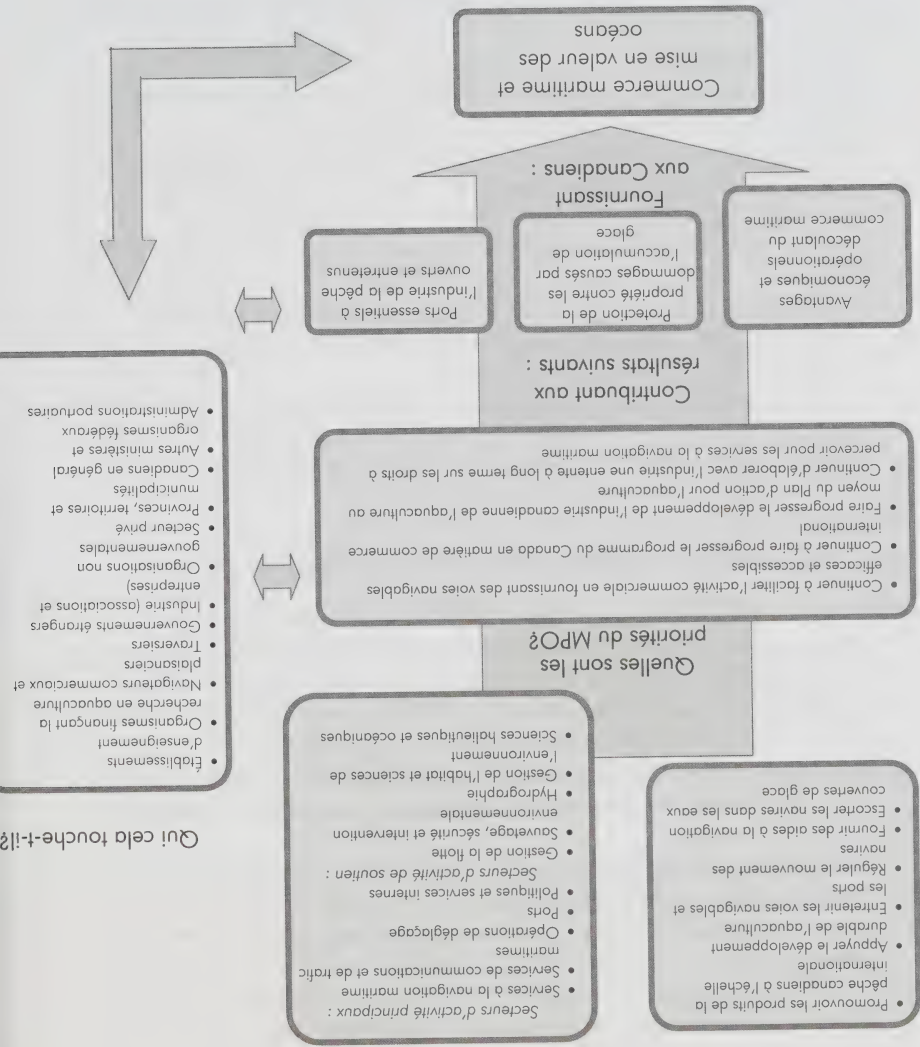 • Promouvoir les produits de la
pêche canadiens à l'échelle
internationale
• Appuyer le développement
durable de l'aquaculture
• Entretenir les voies navigables et
les ports
• Réguler le mouvement des
navires
• Fournir des aides à la navigation
• Escorter les navires dans les eaux
couvertes de glace
Secteurs d'activité principaux :
• Services à la navigation maritime
• Services de communications et de trafic
maritimes
• Opérations de déglaçage
• Ports
• Politiques et services internes
Secteurs d'activité de soutien :
• Gestion de la flotte
• Sauvetage, sécurité et intervention
environnementale
• Hydrographie
• Gestion de l'habitat et sciences de
l'environnement
• Sciences halieutiques et océaniques
Qui cela touche-t-il?
• Établissements
d'enseignement
• Organismes finançant la
recherche en aquaculture
• Navigateurs commerciaux et
plaisanciers
• Traversiers
• Gouvernements étrangers
• Industrie (associations et
entreprises)
• Organisations non
gouvernementales
• Secteur privé
• Provinces, territoires et
municipalités
• Canadiens en général
• Autres ministères et
organismes fédéraux
• Administrations portuaires
Quelles sont les
priorités du MPO?
• Continuer à faciliter l'activité commerciale en fournissant des voies navigables
efficaces et accessibles
• Continuer à faire progresser le programme du Canada en matière de commerce
international
• Faire progresser le développement de l'industrie canadienne de l'aquaculture au
moyen du Plan d'action pour l'aquaculture
• Continuer d'élaborer avec l'industrie une entente à long terme sur les droits à
percevoir pour les services à la navigation maritime
Contribuant aux
résultats suivants :
Avantages
économiques et
opérationnels
découlant du
commerce maritime
Protection de la
propriété contre les
dommages causés par
l'accumulation de
glace
Ports essentiels à
l'industrie de la pêche
ouverts et entretenus
Fournissant
aux Canadiens :
Commerce maritime et
mise en valeur des
océans